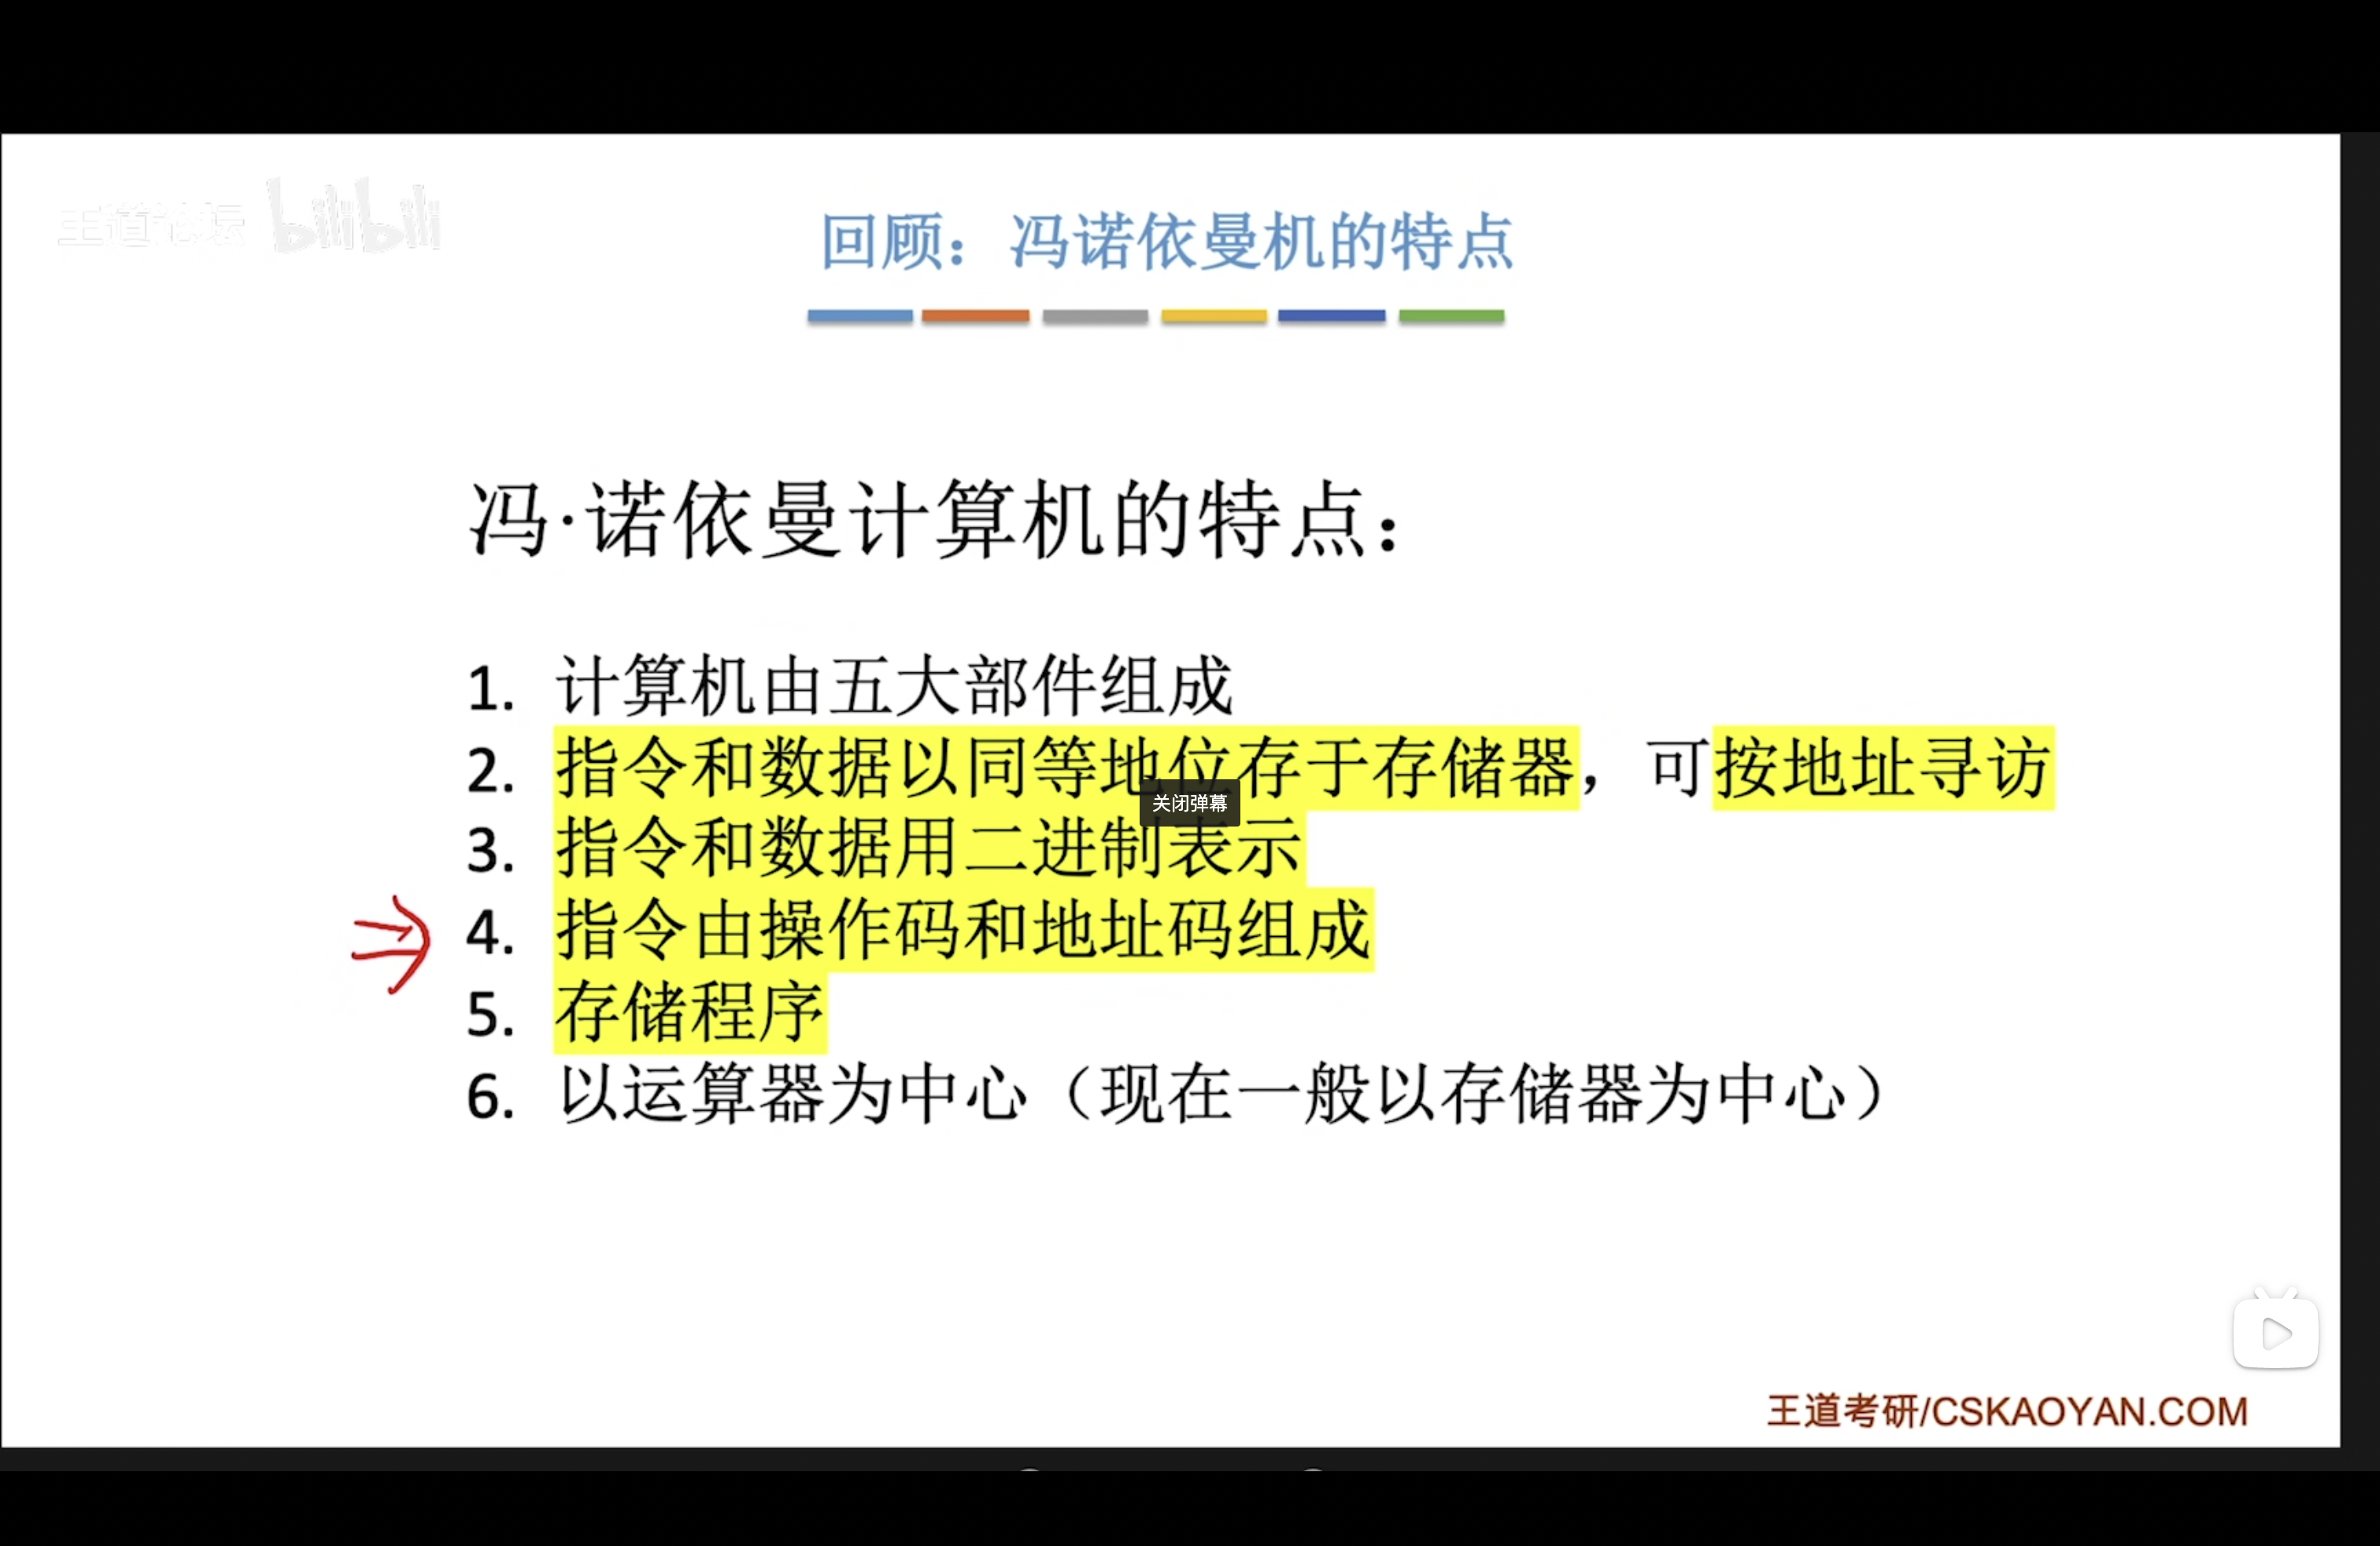 王道论坛 bilibili
回顾：冯诺依曼机的特点
冯·诺依曼计算机的特点：
1. 计算机由五大部件组成
2. 指令和数据以同等地位存于存储器，可按地址寻访
关闭弹幕
3. 指令和数据用二进制表示
4. 指令由操作码和地址码组成
5. 存储程序
6. 以运算器为中心（现在一般以存储器为中心）
王道考研/CSKAOYAN.COM